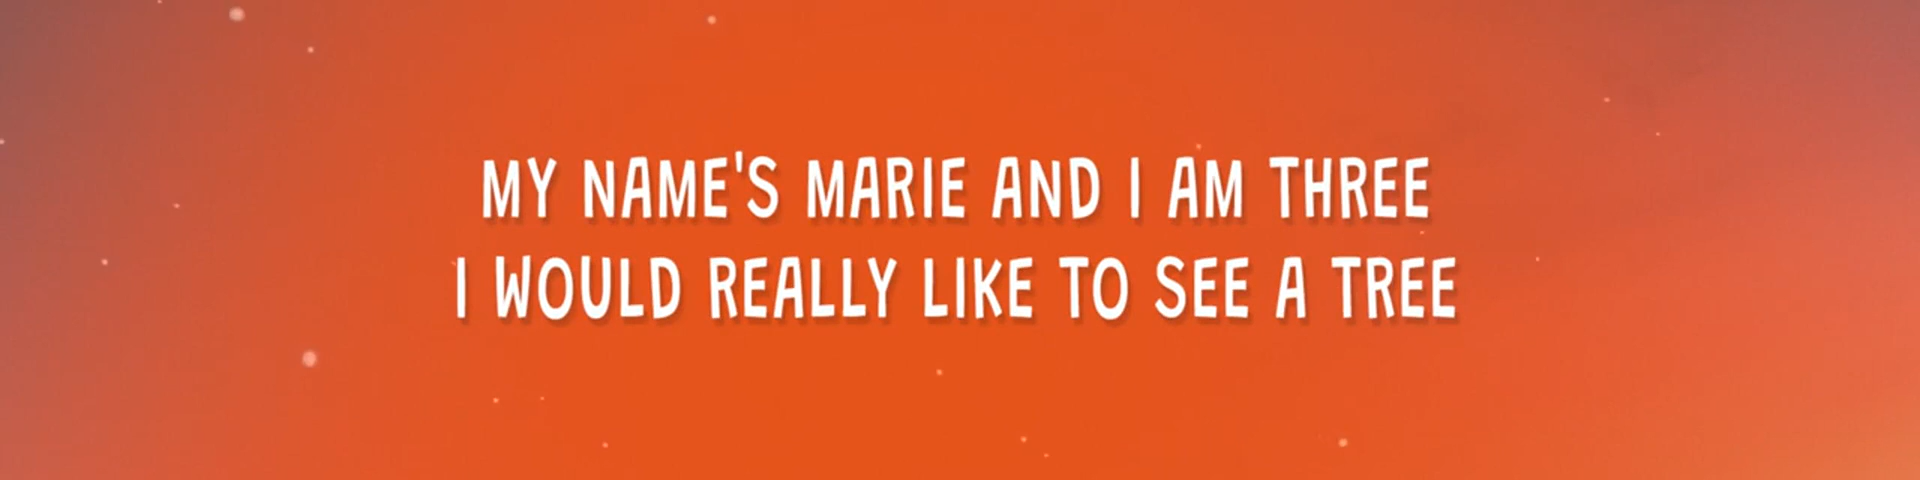 MY NAME'S MARIE AND I AM THREE
I WOULD REALLY LIKE TO SEE A TREE